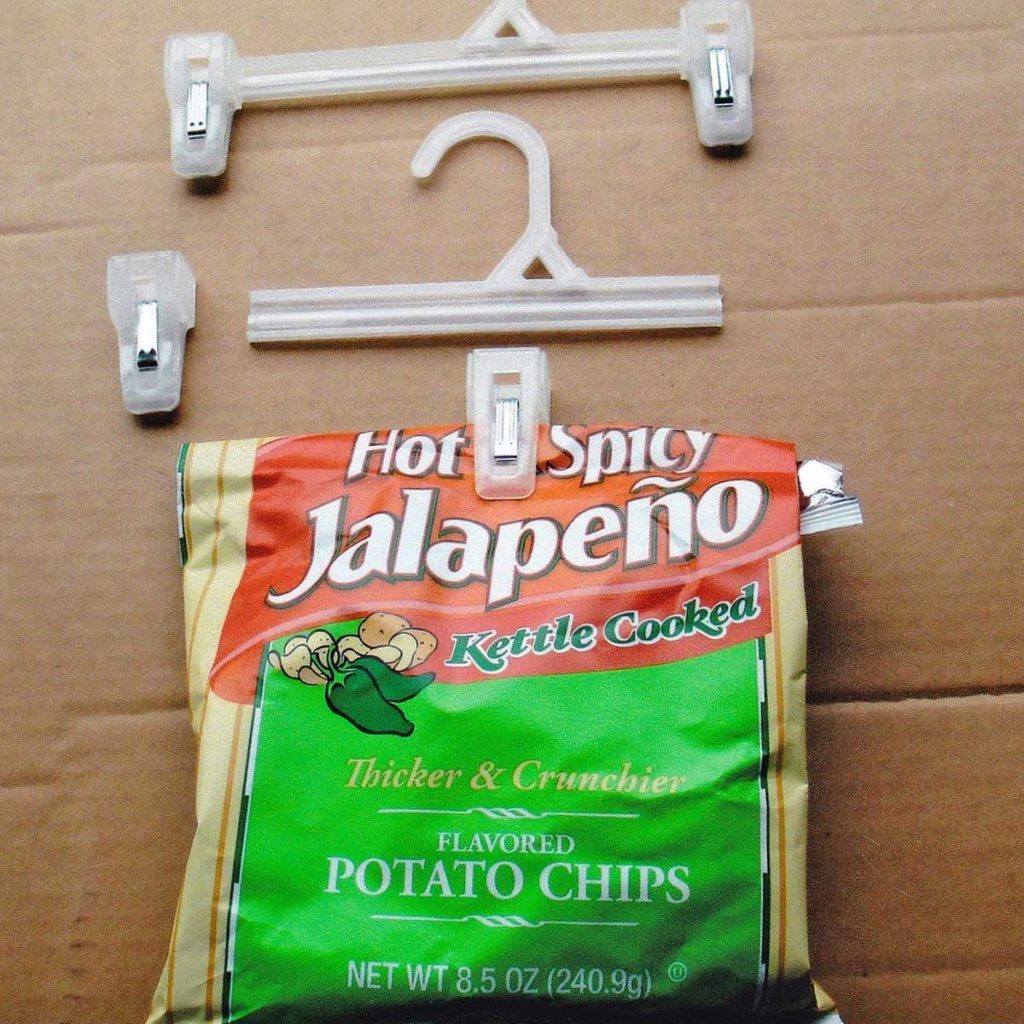 Hot Spicy
Jalapeño
Kettle Cooked
Thicker & Crunchier
FLAVORED
POTATO CHIPS
NET WT 8.5 OZ (240.9g) U